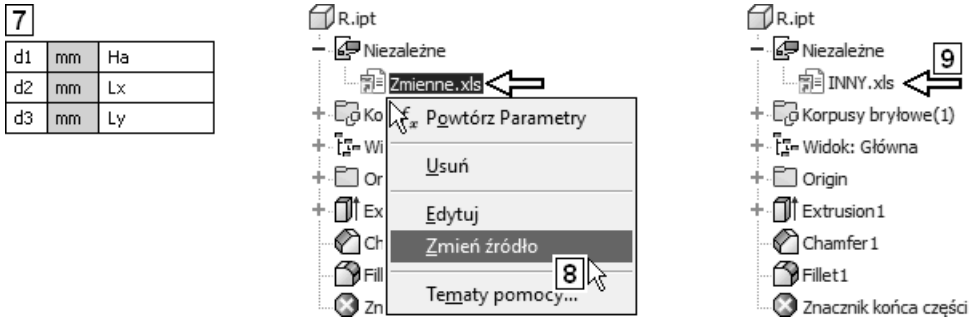 7
d1 mm Ha
d2 mm Lx
d3 mm Ly
R.ipt
Niezależne
Zmienne.xls
Ko
Wi
Or
Ex
Ch
Fill
Zn
fx Powtórz Parametry
Usuń
Edytuj
Zmień źródło
8
Tematy pomocy...
R.ipt
Niezależne
9
INNY.xls
Korpusy bryłowe(1)
Widok: Główna
Origin
Extrusion1
Chamfer1
Fillet1
Znacznik końca części